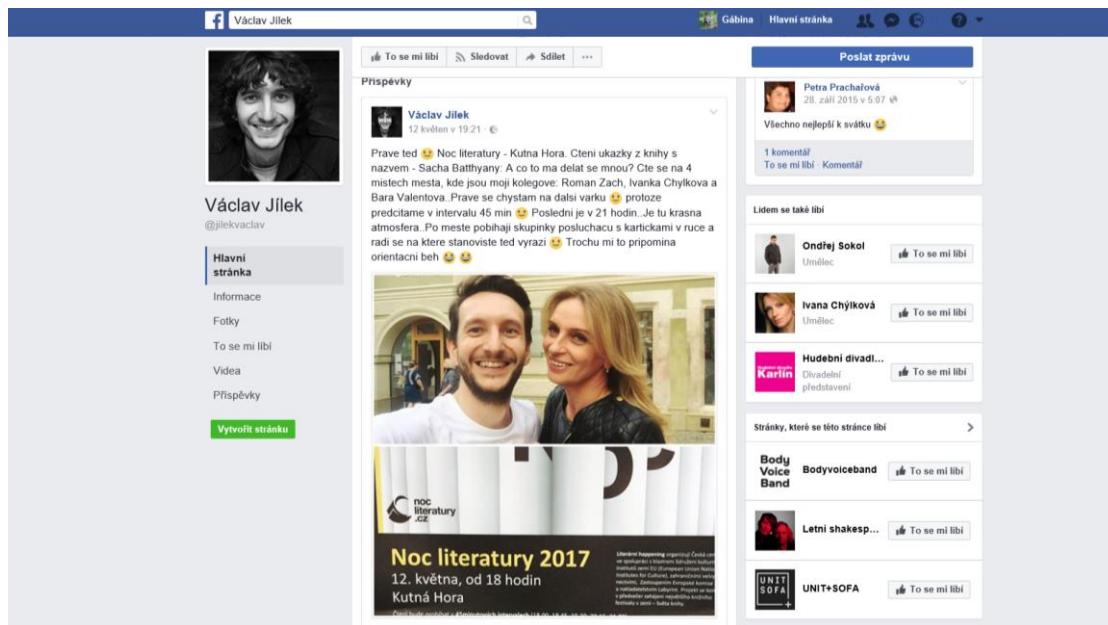 Václav Jílek
Gábina
Hlavní stránka
To se mi líbí
Sledovat
Sdílet
Poslat zprávu
Václav Jílek
@jilekvaclav
Hlavní
stránka
Informace
Fotky
To se mi líbí
Videa
Příspěvky
Vytvořit stránku
Příspěvky
Václav Jílek
12 květen v 19:21
Prave ted Noc literatury - Kutna Hora. Cteni ukazky z knihy s
nazvem - Sacha Batthyany: A co to ma delat se mnou? Cte se na 4
mistech mesta, kde jsou moji kolegove: Roman Zach, Ivanka Chylkova a
Bara Valentova..Prave se chystam na dalsi varku protoze
predcitame v intervalu 45 min Posledni je v 21 hodin..Je tu krasna
atmosfera..Po meste pobihaji skupinky posluchacu s kartickami v ruce a
radi se na ktere stanoviste ted vyrazi Trochu mi to pripomina
orientacni beh
noc
literatury
.cz
Noc literatury 2017
12. května, od 18 hodin
Kutná Hora
Petra Prachařová
28. září 2015 v 5:07
Všechno nejlepší k svátku
1 komentář
To se mi líbí · Komentář
Lidem se také líbí
Ondřej Sokol
Umělec
To se mi líbí
Ivana Chýlková
Umělec
To se mi líbí
Hudební divadlo
Karlín
Hudební divadl...
Divadelní
představení
To se mi líbí
Stránky, které se této stránce líbí
Body
Voice
Band
Bodyvoiceband
To se mi líbí
Letní shakesp...
To se mi líbí
UNIT
SOFA
UNIT+SOFA
To se mi líbí